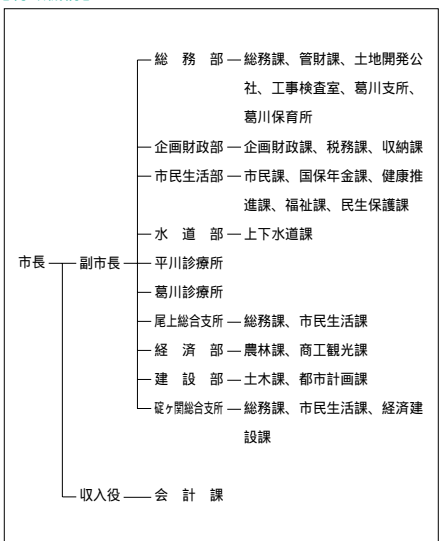 総務部 総務課、管財課、土地開発公
社、工事検査室、葛川支所、
葛川保育所
企画財政部 企画財政課、税務課、収納課
市民生活部 市民課、国保年金課、健康推
進課、福祉課、民生保護課
水道部 上下水道課
市長 副市長 平川診療所
葛川診療所
尾上総合支所 総務課、市民生活課
経済部 農林課、商工観光課
建設部 土木課、都市計画課
碇ヶ関総合支所 総務課、市民生活課、経済建
設課
収入役 会計課